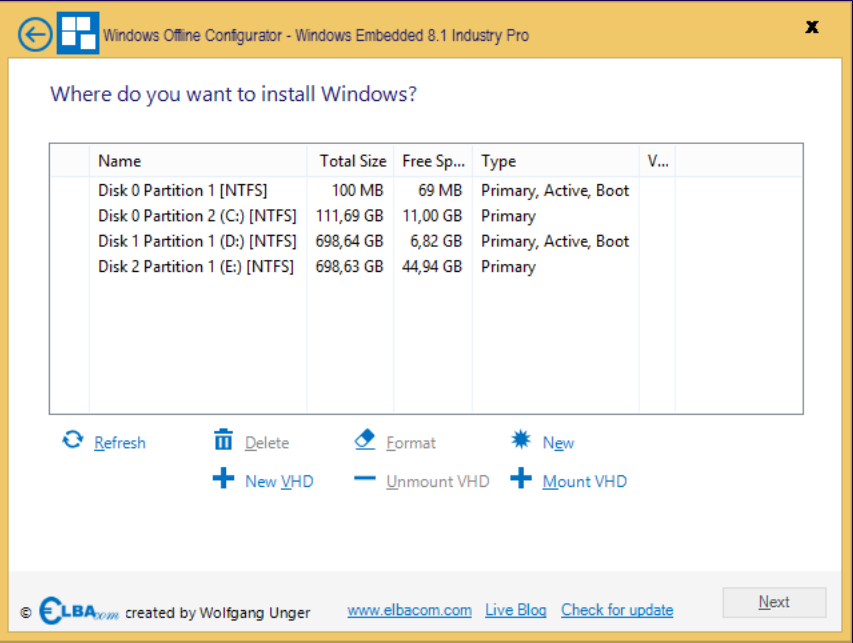 Windows Offline Configurator - Windows Embedded 8.1 Industry Pro x
Where do you want to install Windows?
Name Total Size Free Sp... Type V...
Disk 0 Partition 1 [NTFS] 100 MB 69 MB Primary, Active, Boot
Disk 0 Partition 2 (C:) [NTFS] 111,69 GB 11,00 GB Primary
Disk 1 Partition 1 (D:) [NTFS] 698,64 GB 6,82 GB Primary, Active, Boot
Disk 2 Partition 1 (E:) [NTFS] 698,63 GB 44,94 GB Primary
Refresh Delete Format New
New VHD Unmount VHD Mount VHD
© ELBAcom created by Wolfgang Unger www.elbacom.com Live Blog Check for update Next